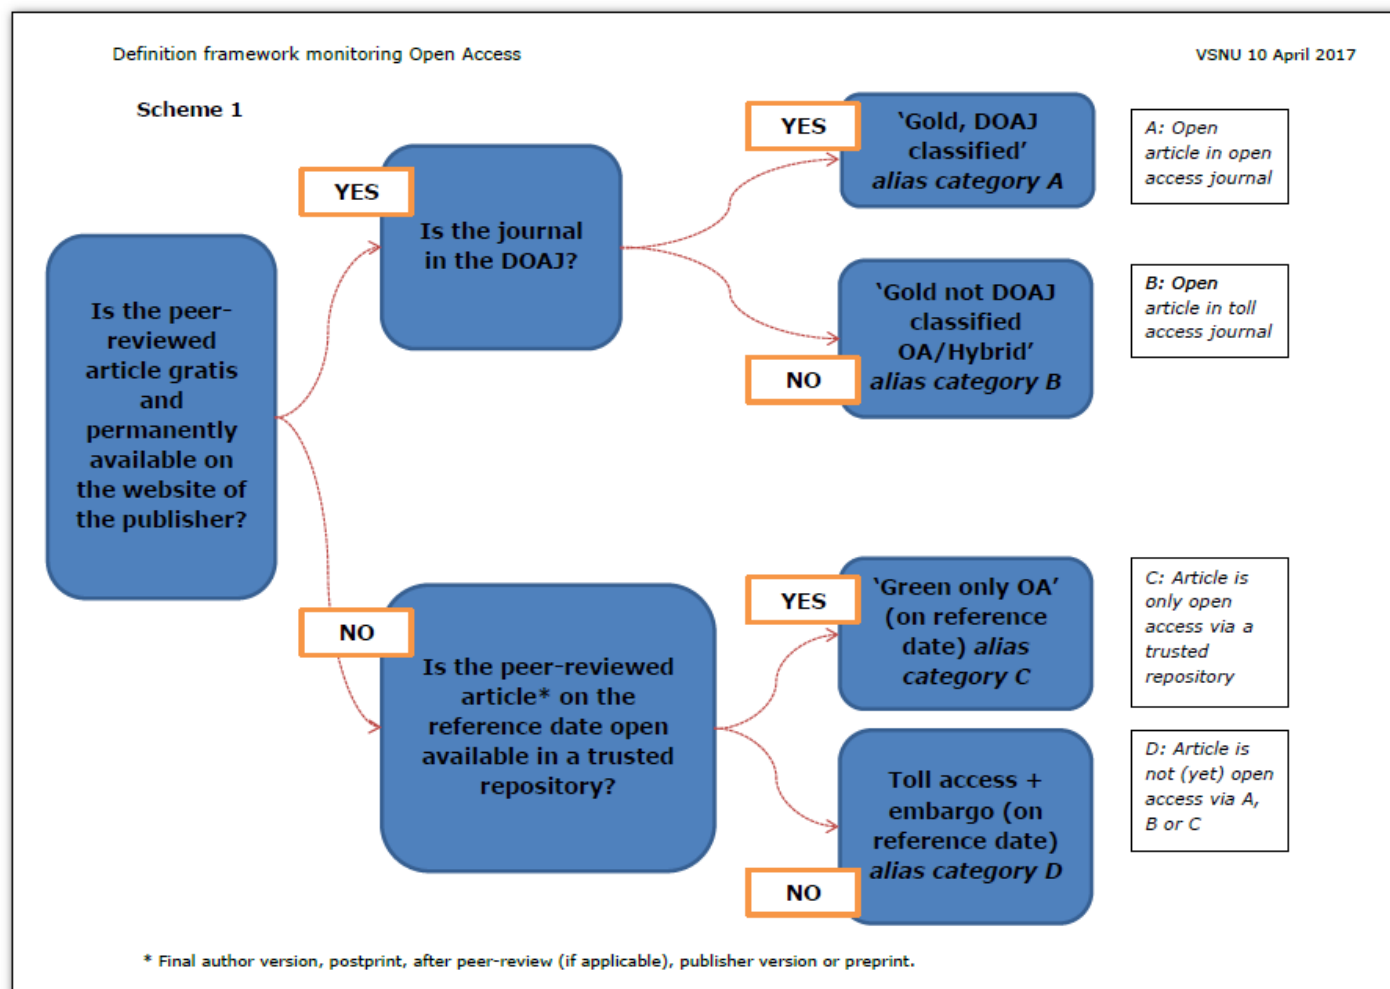 Definition framework monitoring Open Access
VSNU 10 April 2017
Scheme 1
Is the peer-
reviewed
article gratis
and
permanently
available on
the website of
the publisher?
YES
Is the journal
in the DOAJ?
YES
‘Gold, DOAJ
classified’
alias category A
A: Open
article in open
access journal
‘Gold not DOAJ
classified
OA/Hybrid’
alias category B
NO
B: Open
article in toll
access journal
NO
Is the peer-reviewed
article* on the
reference date open
available in a trusted
repository?
YES
‘Green only OA’
(on reference
date) alias
category C
C: Article is
only open
access via a
trusted
repository
Toll access +
embargo (on
reference date)
alias category D
NO
D: Article is
not (yet) open
access via A,
B or C
* Final author version, postprint, after peer-review (if applicable), publisher version or preprint.